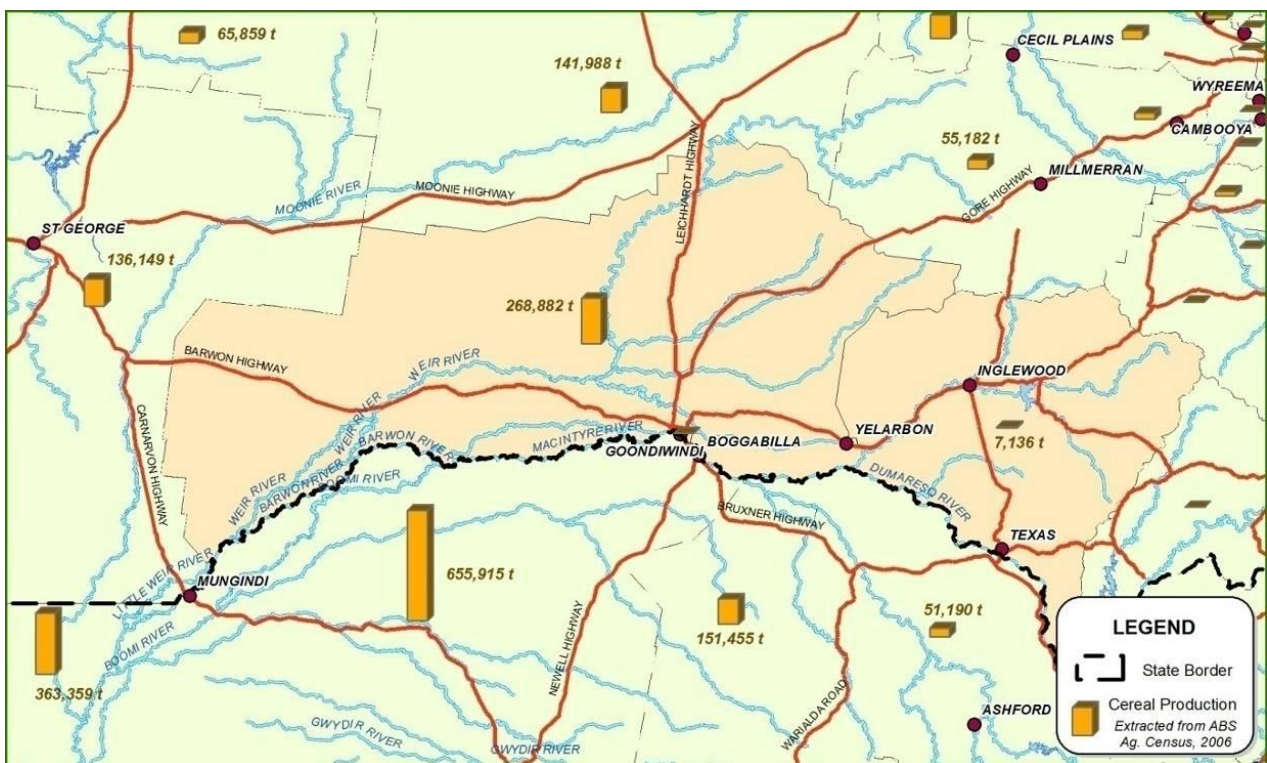 65,859 t
CECIL PLAINS
141,988 t
WYREEMA
CAMBOOYA
55,182 t
MILLMERRAN
LEICHHARDT HIGHWAY
MOONIE HIGHWAY
GORE HIGHWAY
MOONIE RIVER
ST GEORGE
136,149 t
268,882 t
BARWON HIGHWAY
WEIR RIVER
INGLEWOOD
CARNARVON HIGHWAY
WEIR RIVER
BARWON RIVER
MACINTYRE RIVER
BOGGABILLA
GOONDIWINDI
YELARBON
7,136 t
WEIR RIVER
BARWON RIVER
BOOMI RIVER
DUMARESQ RIVER
BRUXNER HIGHWAY
TEXAS
LITTLE WEIR RIVER
MUNGINDI
655,915 t
BOOMI RIVER
NEWELL HIGHWAY
151,455 t
51,190 t
363,359 t
GWYDIR RIVER
GWYDIR RIVER
WARIALDA ROAD
ASHFORD
LEGEND
State Border
Cereal Production
Extracted from ABS
Ag. Census, 2006